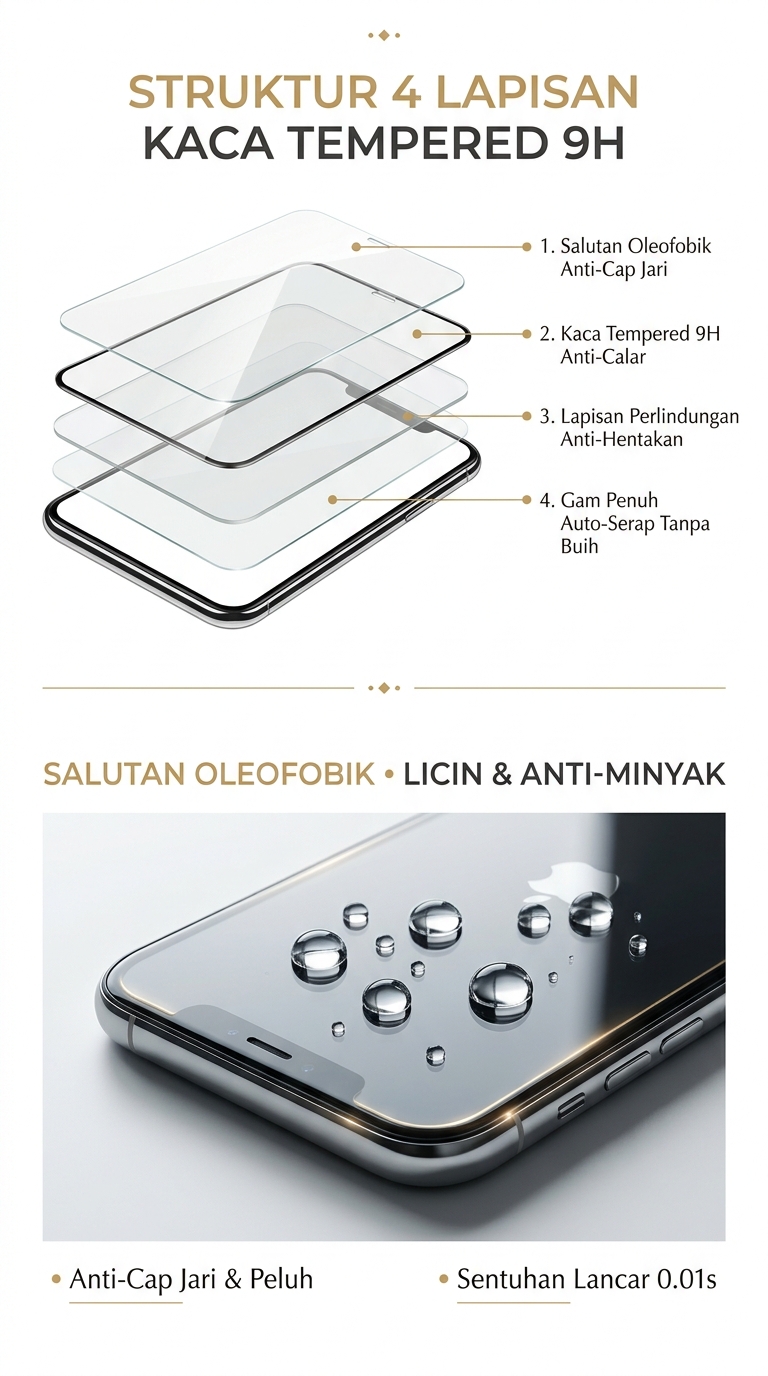 STRUKTUR 4 LAPISAN
KACA TEMPERED 9H
1. Salutan Oleofobik
Anti-Cap Jari
2. Kaca Tempered 9H
Anti-Calar
3. Lapisan Perlindungan
Anti-Hentakan
4. Gam Penuh
Auto-Serap Tanpa
Buih
SALUTAN OLEOFOBIK • LICIN & ANTI-MINYAK
• Anti-Cap Jari & Peluh
• Sentuhan Lancar 0.01s